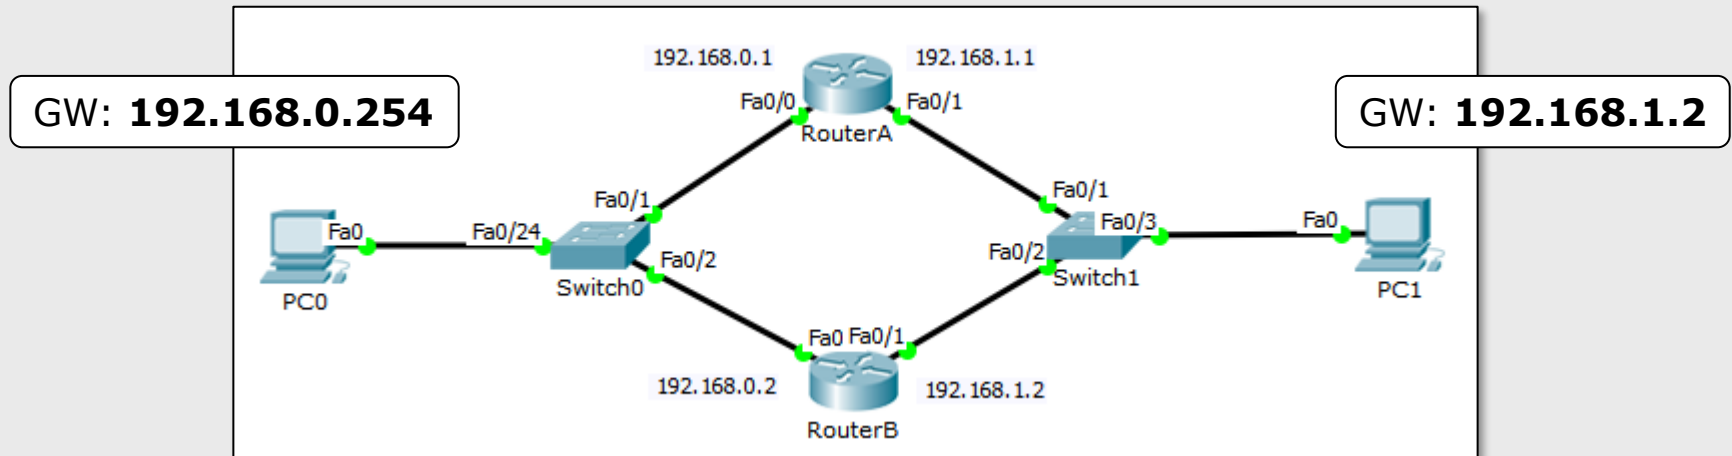 192.168.0.1
192.168.1.1
GW: 192.168.0.254
GW: 192.168.1.2
Fa0/0
Fa0/1
RouterA
Fa0/1
Fa0/1
Fa0
Fa0/24
Fa0/3
Fa0
Fa0/2
Fa0/2
Switch0
Switch1
PC0
PC1
Fa0
Fa0/1
192.168.0.2
192.168.1.2
RouterB